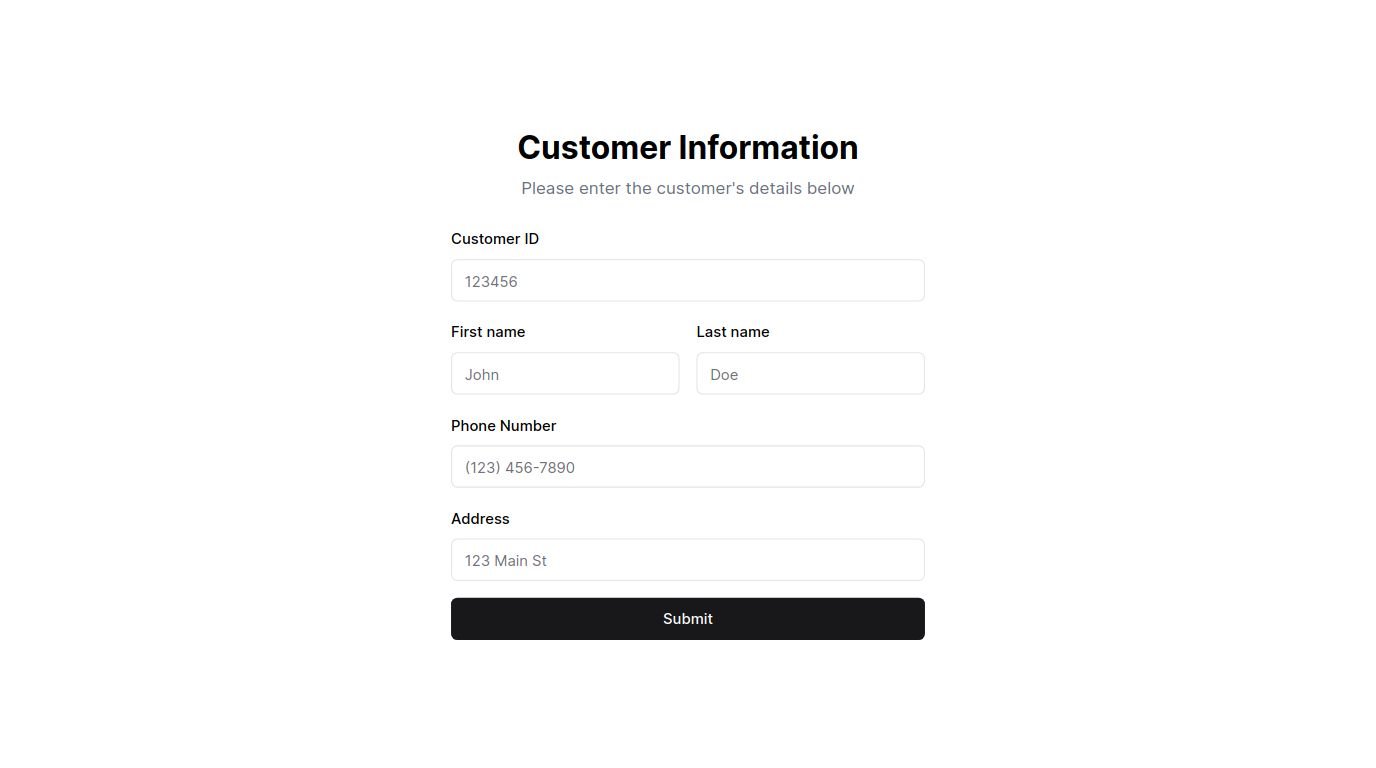 Customer Information
Please enter the customer's details below
Customer ID
123456
First name
Last name
John
Doe
Phone Number
(123) 456-7890
Address
123 Main St
Submit